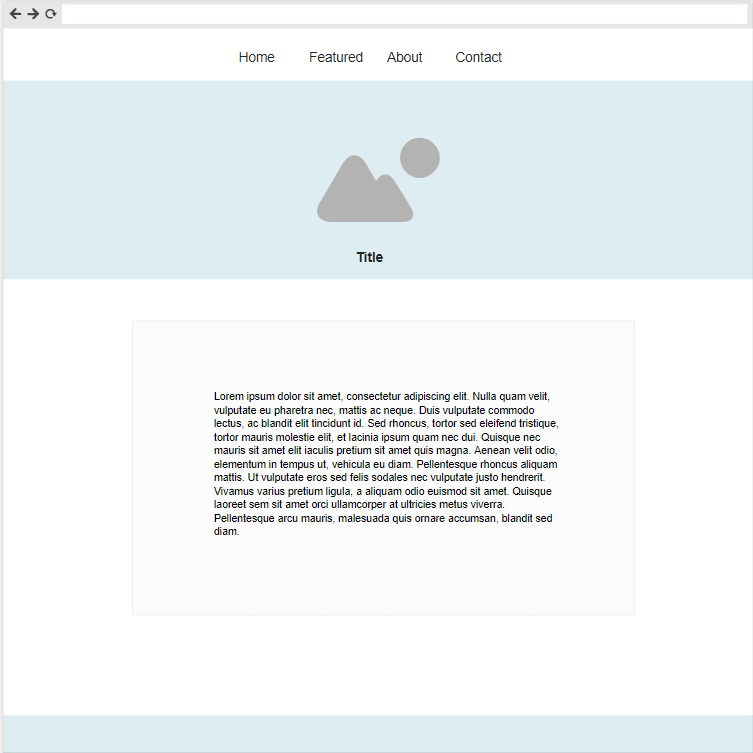 Home Featured About Contact
Title
Lorem ipsum dolor sit amet, consectetur adipiscing elit. Nulla quam velit,
vulputate eu pharetra nec, mattis ac neque. Duis vulputate commodo
lectus, ac blandit elit tincidunt id. Sed rhoncus, tortor sed eleifend tristique,
tortor mauris molestie elit, et lacinia ipsum quam nec dui. Quisque nec
mauris sit amet elit iaculis pretium sit amet quis magna. Aenean velit odio,
elementum in tempus ut, vehicula eu diam. Pellentesque rhoncus aliquam
mattis. Ut vulputate eros sed felis sodales nec vulputate justo hendrerit.
Vivamus varius pretium ligula, a aliquam odio euismod sit amet. Quisque
laoreet sem sit amet orci ullamcorper at ultricies metus viverra.
Pellentesque arcu mauris, malesuada quis ornare accumsan, blandit sed
diam.